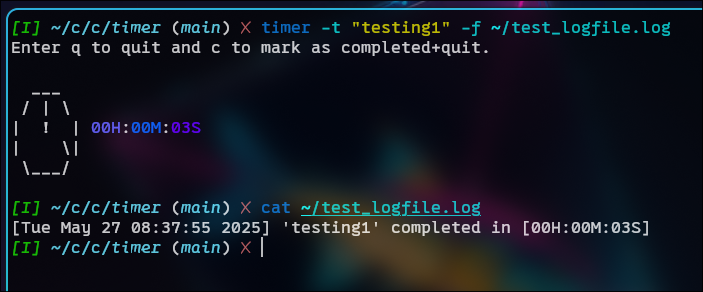 [I] ~/c/c/timer (main) X timer -t "testing1" -f ~/test_logfile.log
Enter q to quit and c to mark as completed+quit.
  ___
 / | \
|  !  | 00H:00M:03S
|    \|
 \___/
[I] ~/c/c/timer (main) X cat ~/test_logfile.log
[Tue May 27 08:37:55 2025] 'testing1' completed in [00H:00M:03S]
[I] ~/c/c/timer (main) X